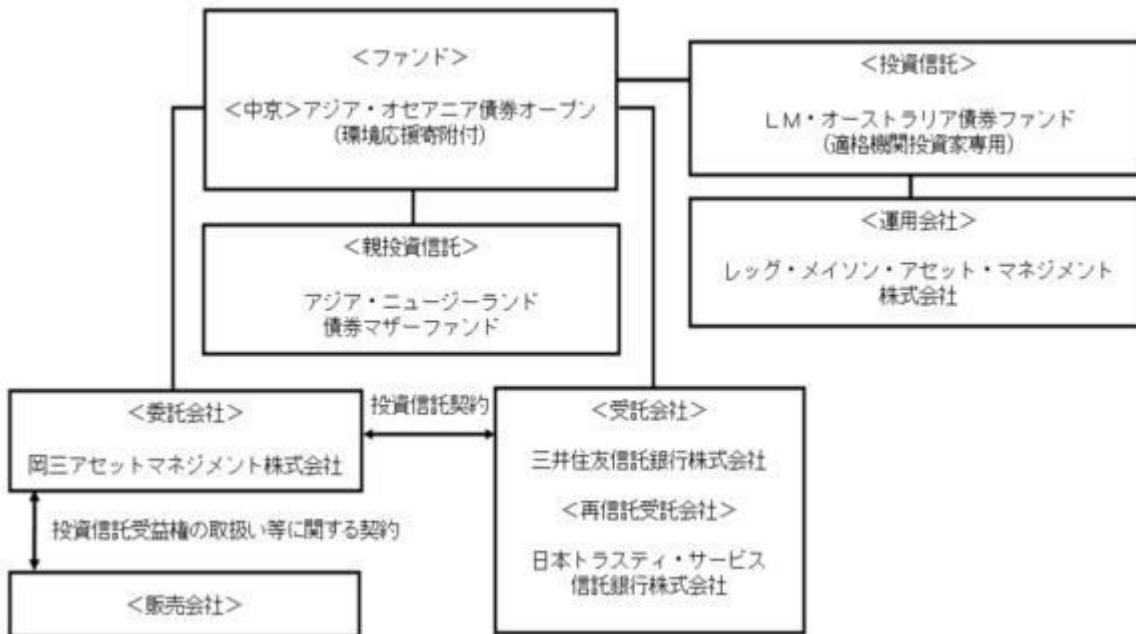 ＜ファンド＞
＜中京＞アジア・オセアニア債券オープン
（環境応援寄附付）
＜投資信託＞
ＬＭ・オーストラリア債券ファンド
（適格機関投資家専用）
＜運用会社＞
レッグ・メイソン・アセット・マネジメント
株式会社
＜親投資信託＞
アジア・ニュージーランド
債券マザーファンド
＜委託会社＞
岡三アセットマネジメント株式会社
投資信託契約
＜受託会社＞
三井住友信託銀行株式会社
＜再信託受託会社＞
日本トラスティ・サービス
信託銀行株式会社
投資信託受益権の取扱い等に関する契約
＜販売会社＞